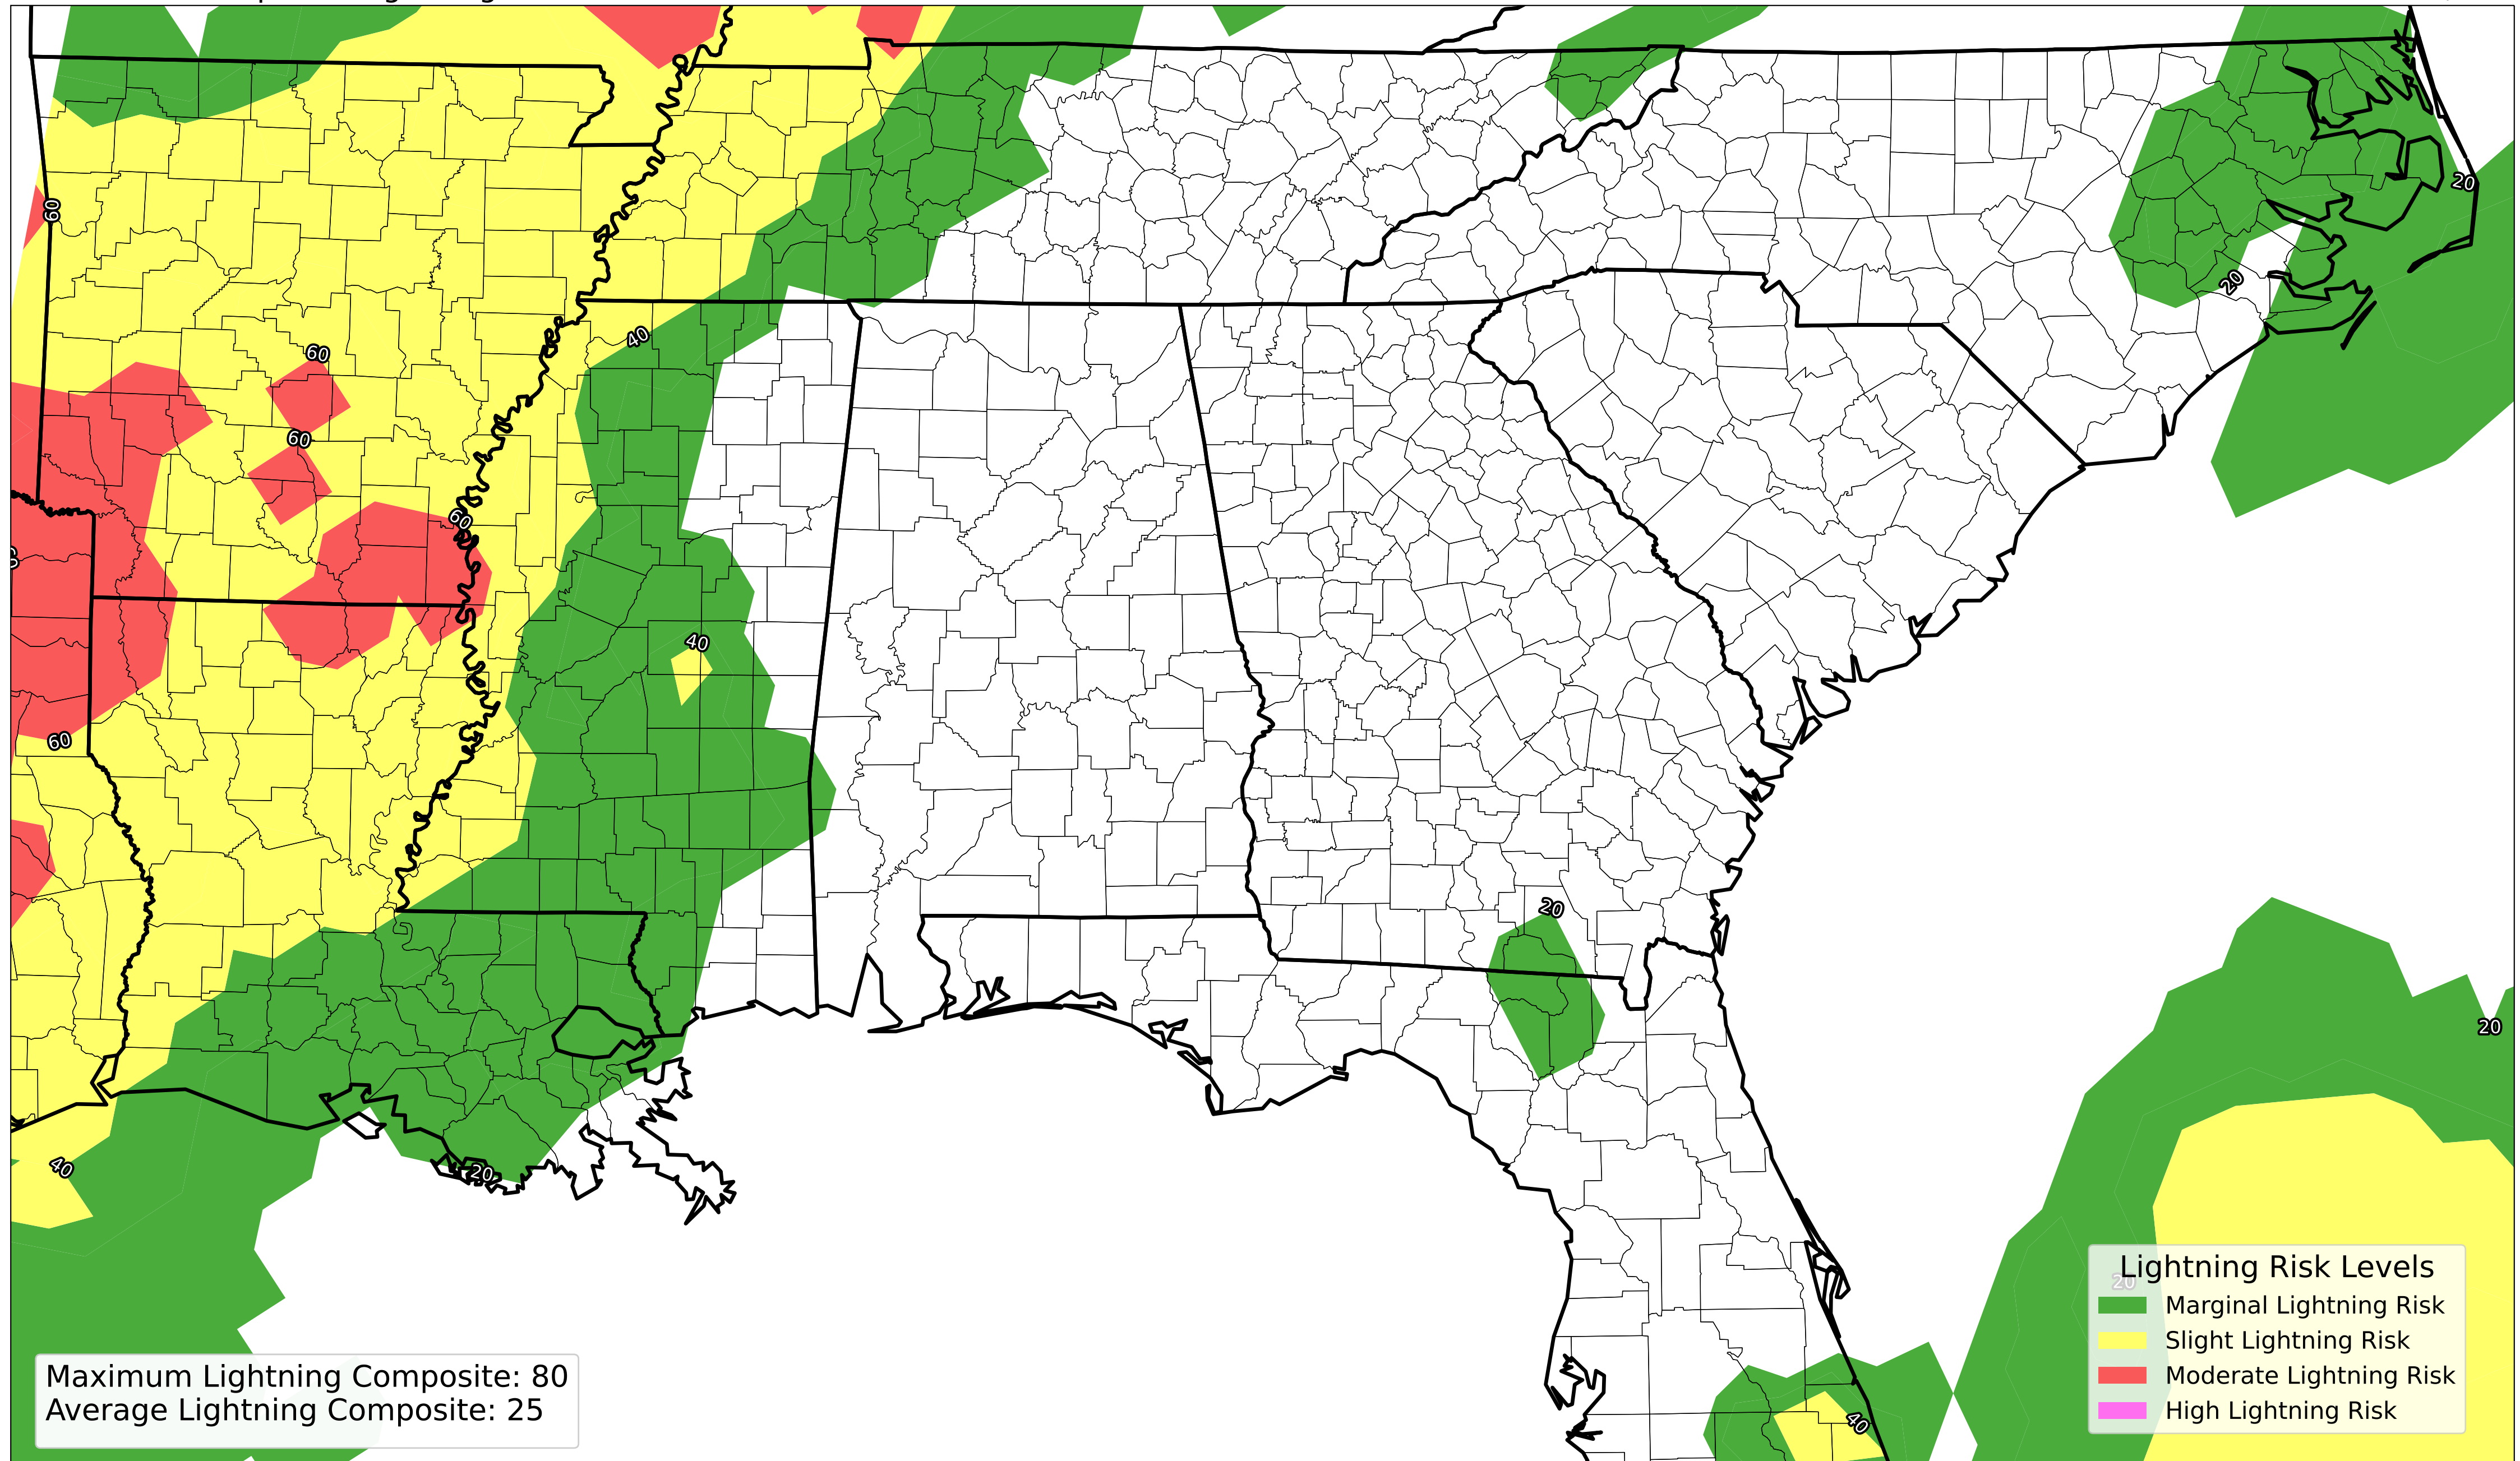 20
60
20
40
60
60
60
40
60
20
20
40
20
Lightning Risk Levels
20
Marginal Lightning Risk
Slight Lightning Risk
Moderate Lightning Risk
High Lightning Risk
Maximum Lightning Composite: 80
Average Lightning Composite: 25
40